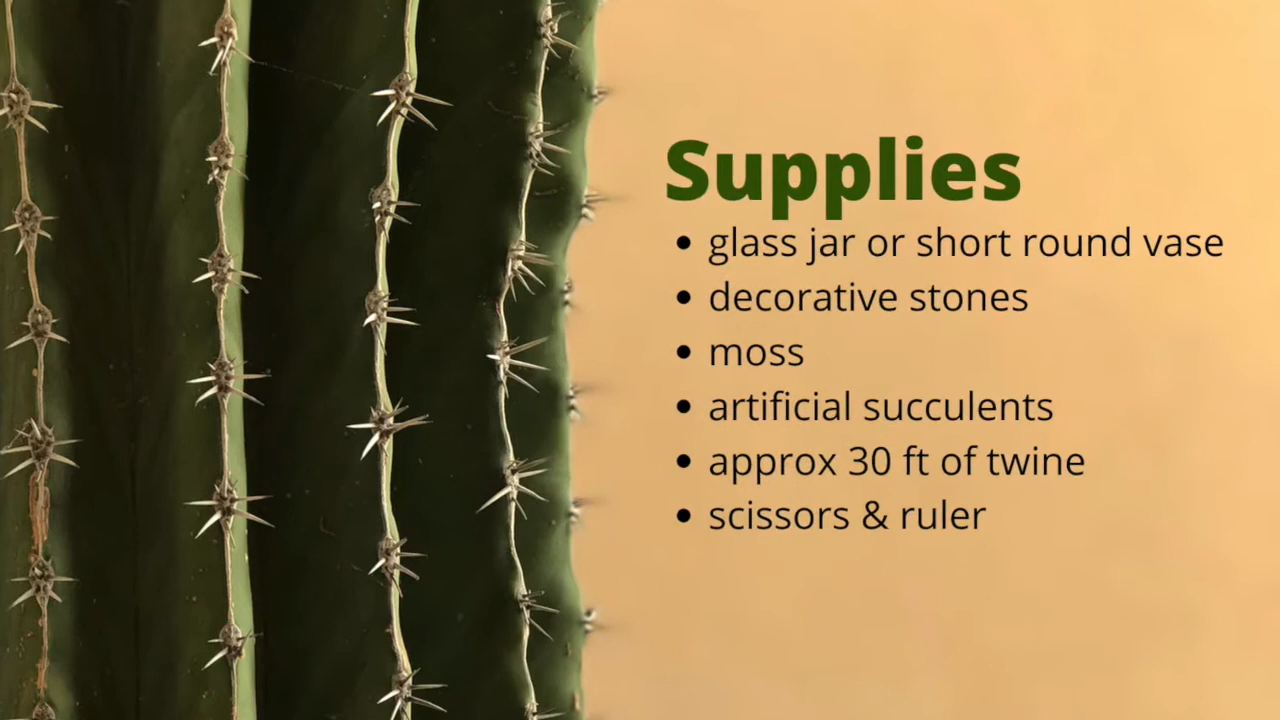 Supplies
• glass jar or short round vase
• decorative stones
• moss
• artificial succulents
• approx 30 ft of twine
• scissors & ruler